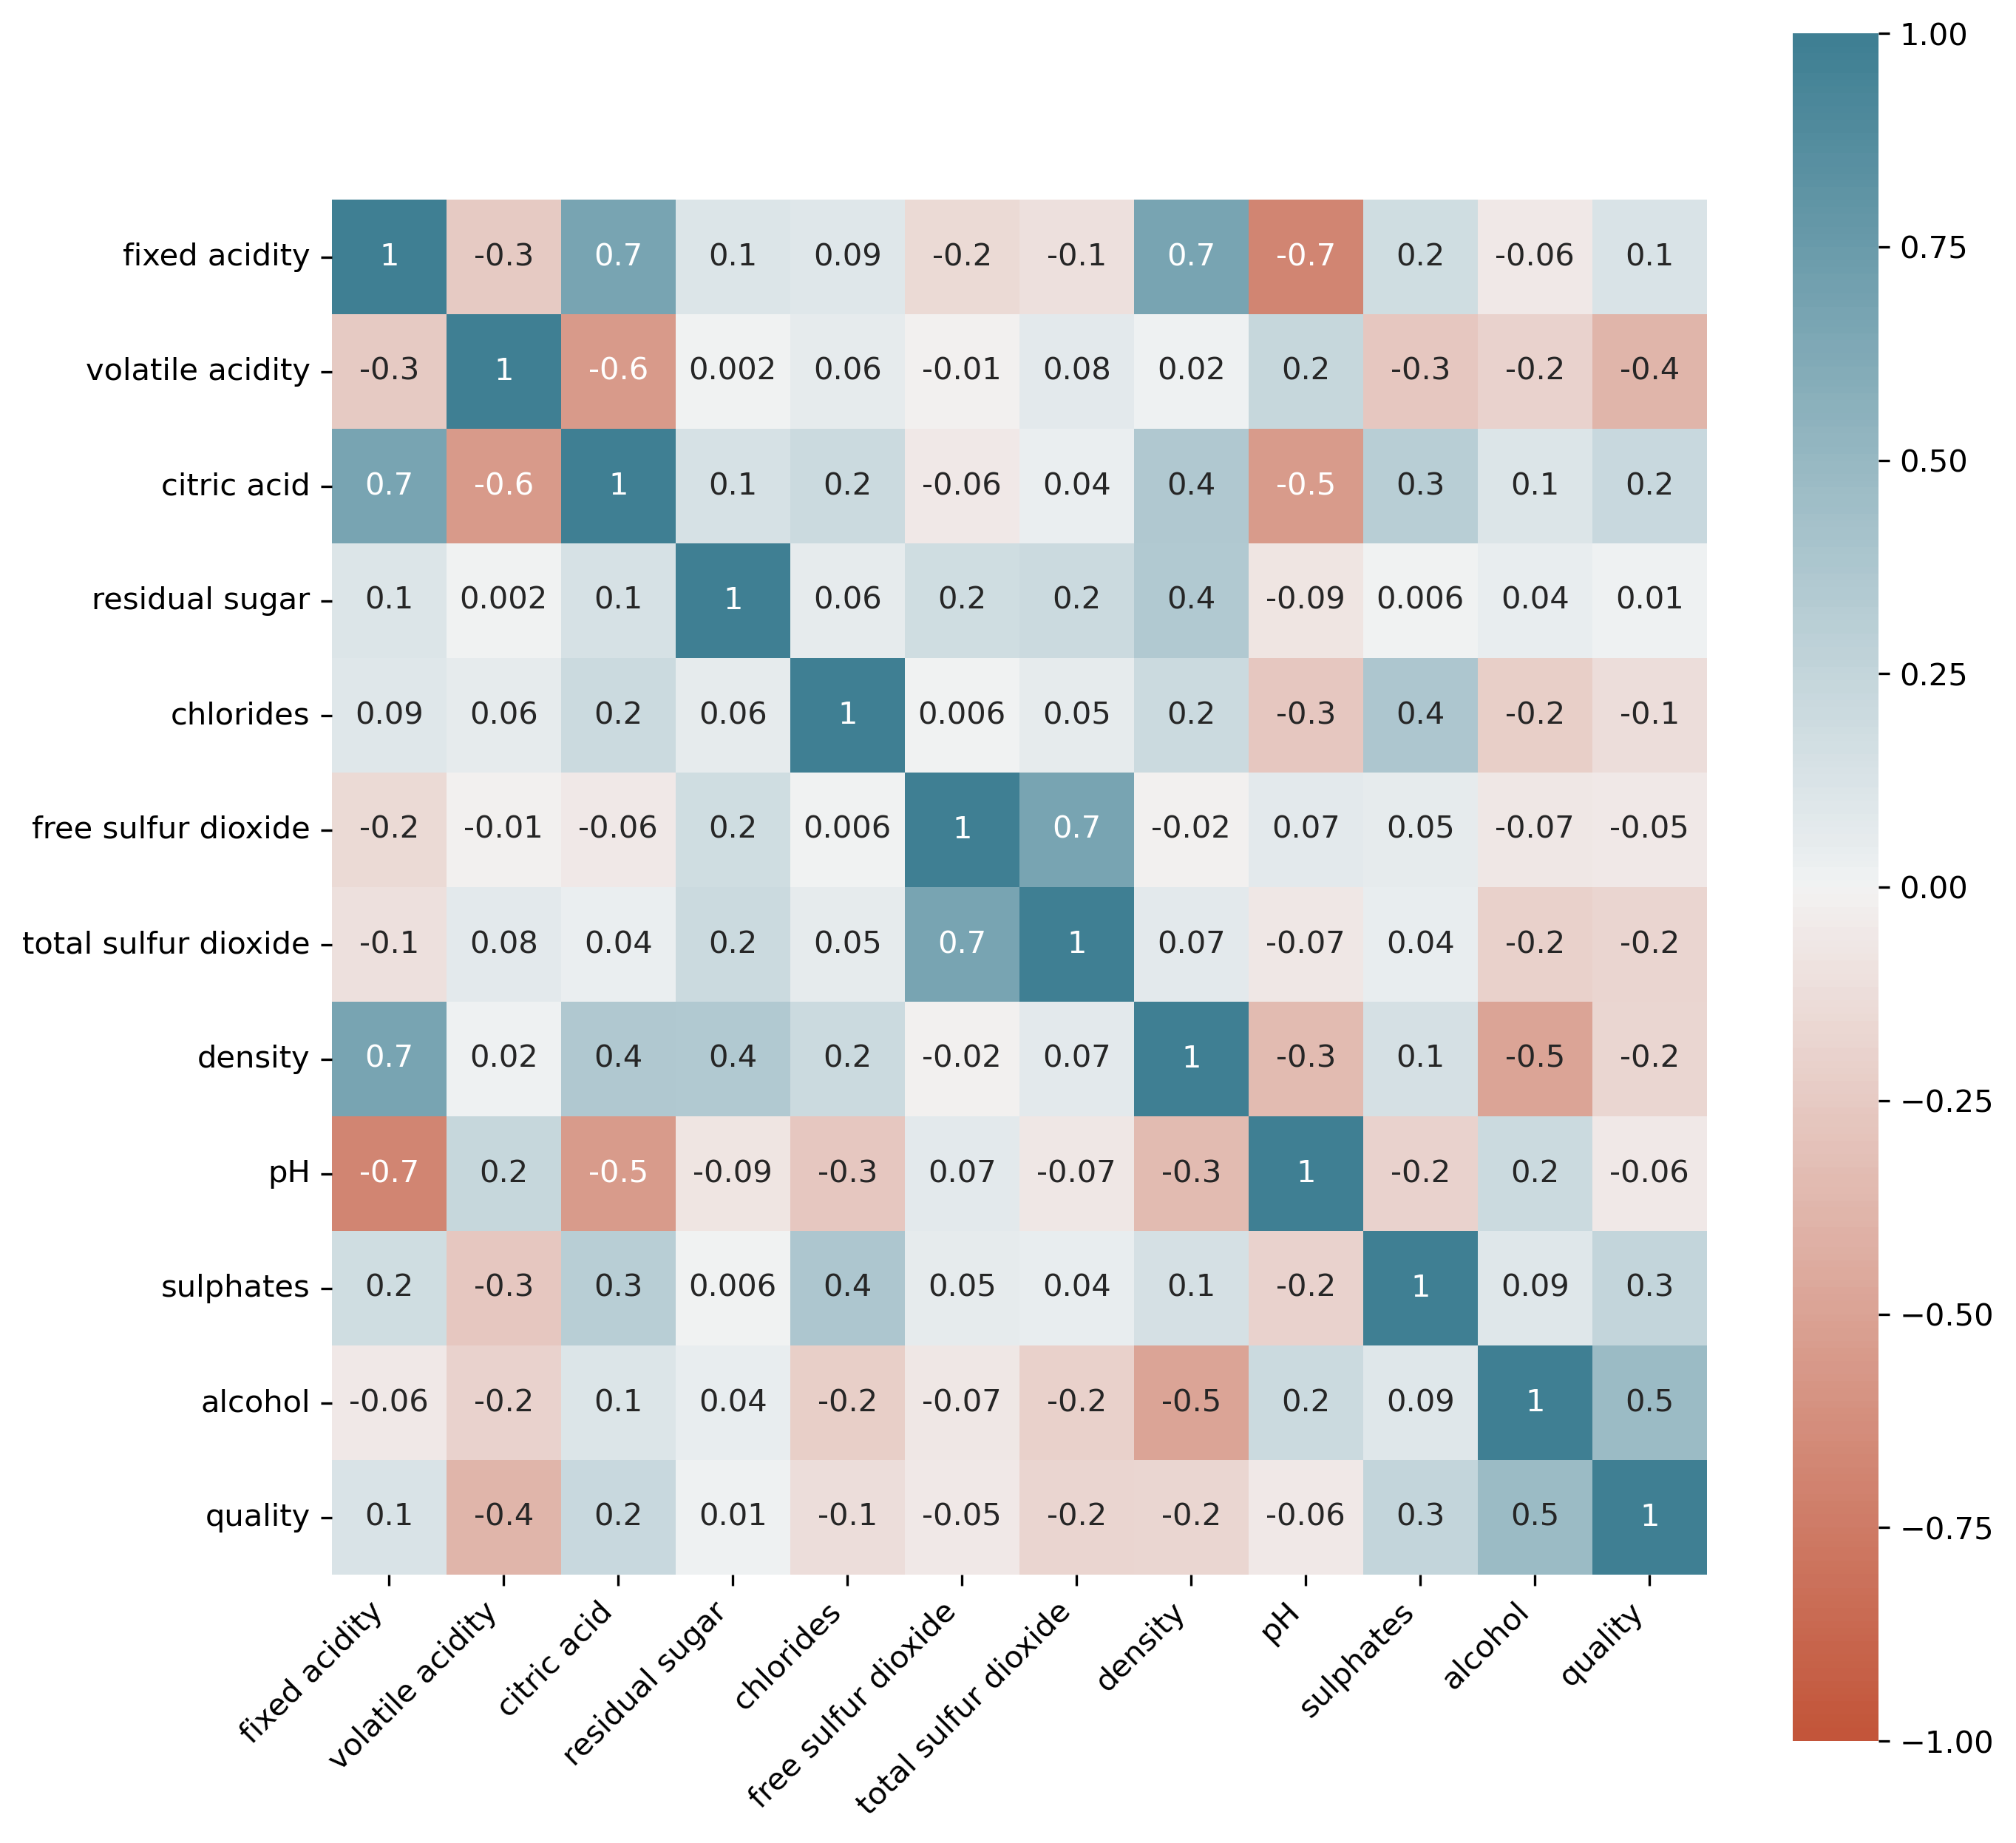 1.00
fixed acidity 1 -0.3 0.7 0.1 0.09 -0.2 -0.1 0.7 -0.7 0.2 -0.06 0.1
0.75
volatile acidity -0.3 1 -0.6 0.002 0.06 -0.01 0.08 0.02 0.2 -0.3 -0.2 -0.4
0.50
citric acid 0.7 -0.6 1 0.1 0.2 -0.06 0.04 0.4 -0.5 0.3 0.1 0.2
residual sugar 0.1 0.002 0.1 1 0.06 0.2 0.2 0.4 -0.09 0.006 0.04 0.01
0.25
chlorides 0.09 0.06 0.2 0.06 1 0.006 0.05 0.2 -0.3 0.4 -0.2 -0.1
free sulfur dioxide -0.2 -0.01 -0.06 0.2 0.006 1 0.7 -0.02 0.07 0.05 -0.07 -0.05
0.00
total sulfur dioxide -0.1 0.08 0.04 0.2 0.05 0.7 1 0.07 -0.07 0.04 -0.2 -0.2
density 0.7 0.02 0.4 0.4 0.2 -0.02 0.07 1 -0.3 0.1 -0.5 -0.2
−0.25
pH -0.7 0.2 -0.5 -0.09 -0.3 0.07 -0.07 -0.3 1 -0.2 0.2 -0.06
sulphates 0.2 -0.3 0.3 0.006 0.4 0.05 0.04 0.1 -0.2 1 0.09 0.3
−0.50
alcohol -0.06 -0.2 0.1 0.04 -0.2 -0.07 -0.2 -0.5 0.2 0.09 1 0.5
quality 0.1 -0.4 0.2 0.01 -0.1 -0.05 -0.2 -0.2 -0.06 0.3 0.5 1
−0.75
−1.00
fixed acidity
volatile acidity
citric acid
residual sugar
chlorides
free sulfur dioxide
total sulfur dioxide
density
pH
sulphates
alcohol
quality